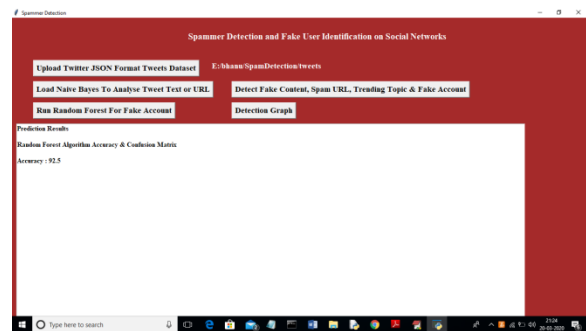 Spammer Detection
Spammer Detection and Fake User Identification on Social Networks
Upload Twitter JSON Format Tweets Dataset E:/bhanu/SpamDetection/tweets
Load Naive Bayes To Analyse Tweet Text or URL Detect Fake Content, Spam URL, Trending Topic & Fake Account
Run Random Forest For Fake Account Detection Graph
Prediction Results
Random Forest Algorithm Accuracy & Confusion Matrix
Accuracy : 92.5
Type here to search
21:24
20-03-2020